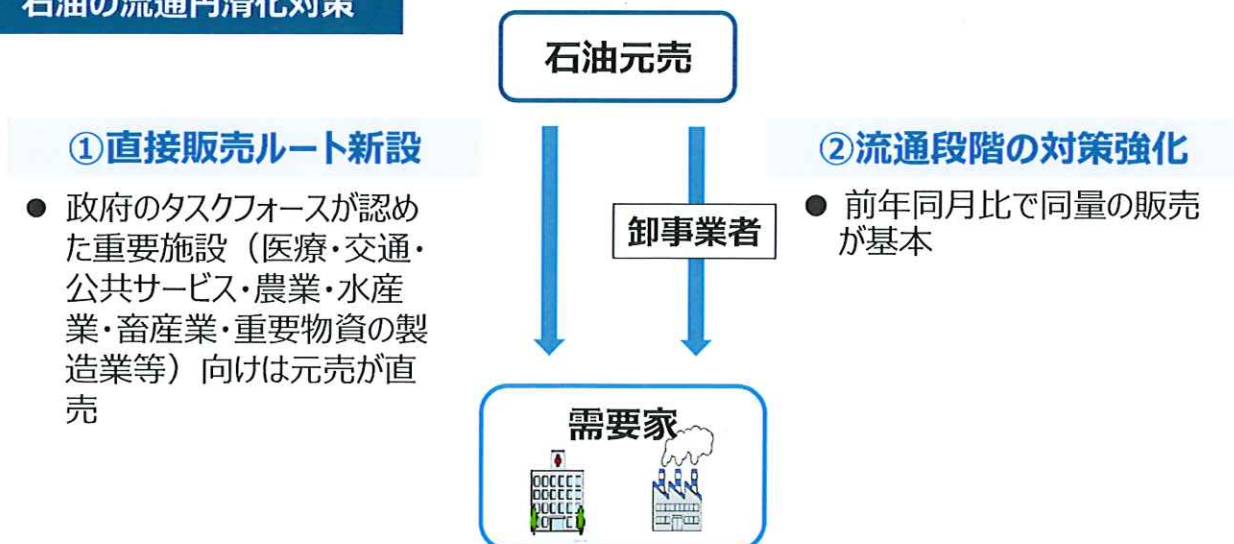 石油の流通円滑化対策
石油元売
①直接販売ルート新設
● 政府のタスクフォースが認め
た重要施設（医療・交通・
公共サービス・農業・水産
業・畜産業・重要物資の製
造業等）向けは元売が直
売
②流通段階の対策強化
● 前年同月比で同量の販売
が基本
卸事業者
需要家